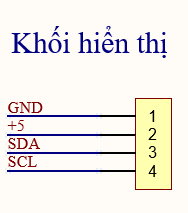 Khối hiển thị
GND 1
+5 2
SDA 3
SCL 4